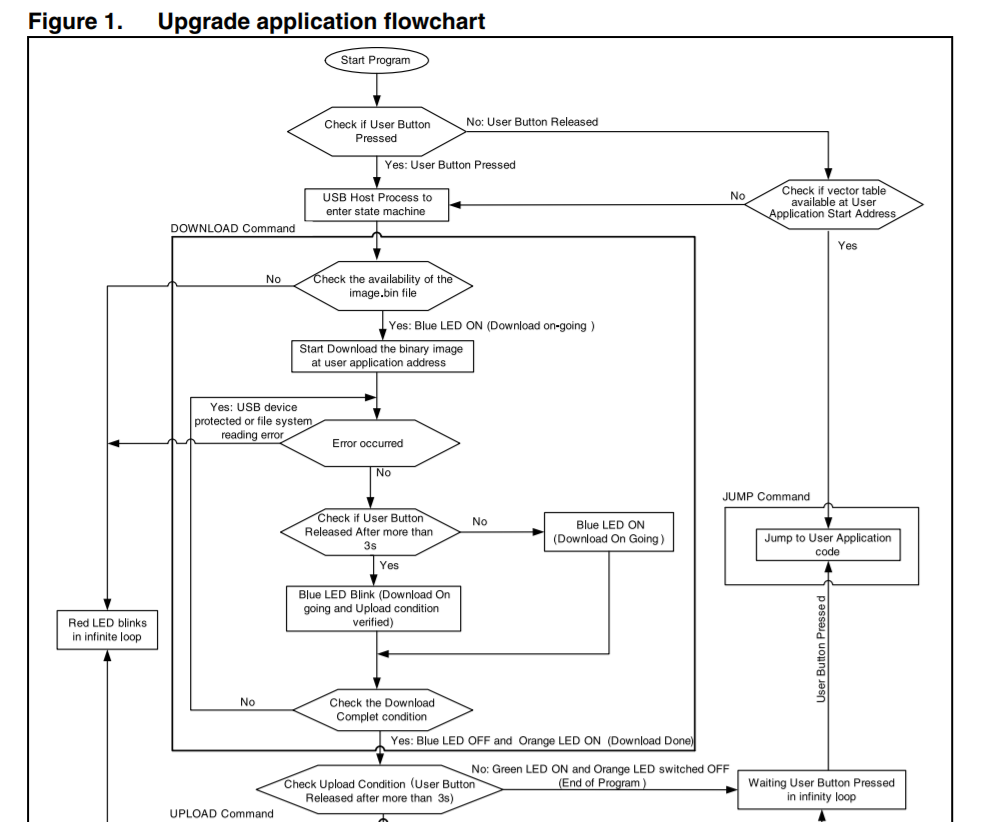 Figure 1. Upgrade application flowchart
Start Program
Check if User Button
Pressed
No: User Button Released
Yes: User Button Pressed
USB Host Process to
enter state machine
No
Check if vector table
available at User
Application Start Address
Yes
DOWNLOAD Command
No
Check the availability of the
image.bin file
Yes: Blue LED ON (Download on-going )
Start Download the binary image
at user application address
Yes: USB device
protected or file system
reading error
Error occurred
No
Check if User Button
Released After more than
3s
No
Blue LED ON
(Download On Going )
Yes
Blue LED Blink (Download On
going and Upload condition
verified)
JUMP Command
Jump to User Application
code
Red LED blinks
in infinite loop
User Button Pressed
No
Check the Download
Complet condition
Yes: Blue LED OFF and Orange LED ON (Download Done)
Check Upload Condition (User Button
Released after more than 3s)
No: Green LED ON and Orange LED switched OFF
(End of Program )
Waiting User Button Pressed
in infinity loop
UPLOAD Command